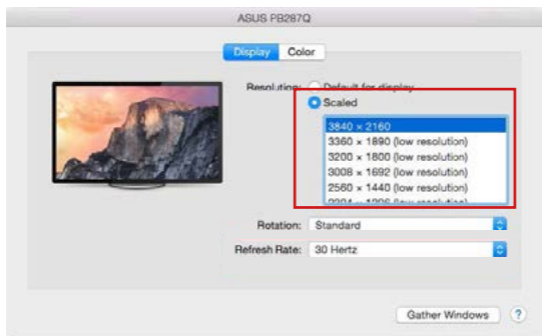 ASUS PB287Q
Display Color
Resolution: Default for display
Scaled
3840 × 2160
3360 × 1890 (low resolution)
3200 × 1800 (low resolution)
3008 × 1692 (low resolution)
2560 × 1440 (low resolution)
Rotation: Standard
Refresh Rate: 30 Hertz
Gather Windows ?